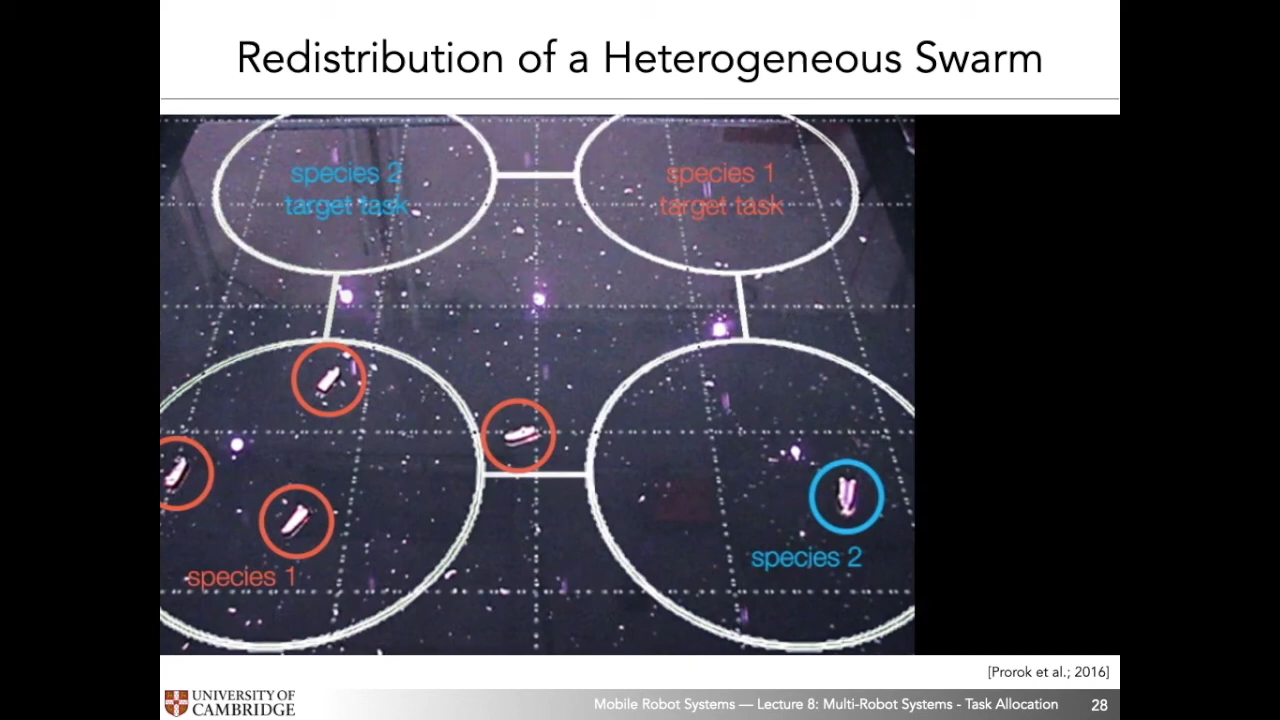 Redistribution of a Heterogeneous Swarm
species 2
target task
species 1
target task
species 1
species 2
[Prorok et al.; 2016]
UNIVERSITY OF
CAMBRIDGE
Mobile Robot Systems — Lecture 8: Multi-Robot Systems - Task Allocation
28